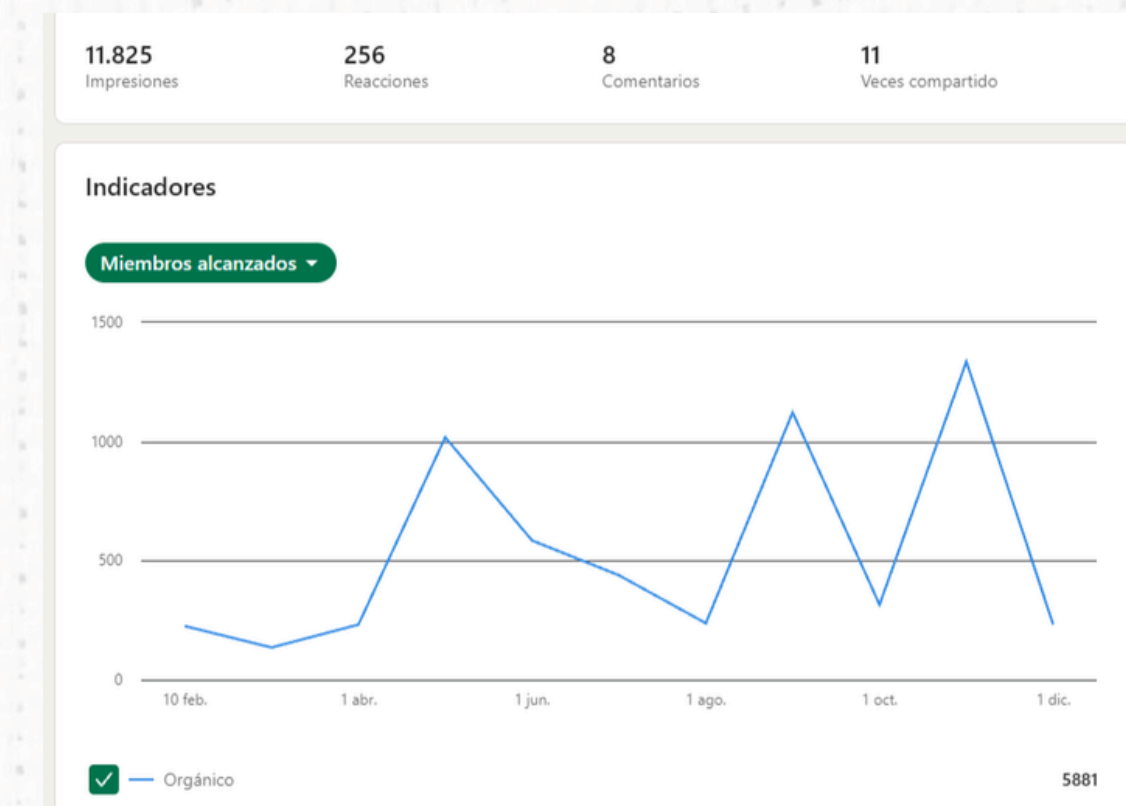 11.825 256 8 11
Impresiones Reacciones Comentarios Veces compartido
Indicadores
Miembros alcanzados
1500
1000
500
0
10 feb. 1 abr. 1 jun. 1 ago. 1 oct. 1 dic.
Orgánico 5881